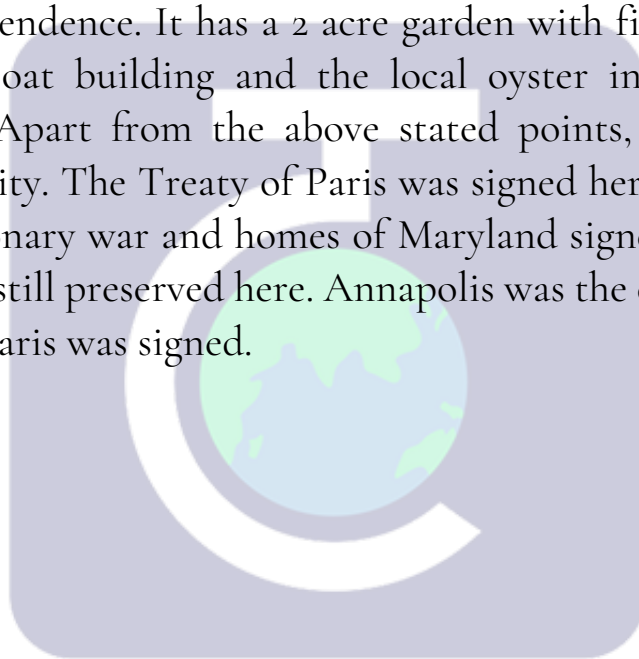 endence. It has a 2 acre garden with fi
oat building and the local oyster in
Apart from the above stated points,
ity. The Treaty of Paris was signed her
onary war and homes of Maryland sign
still preserved here. Annapolis was the
aris was signed.